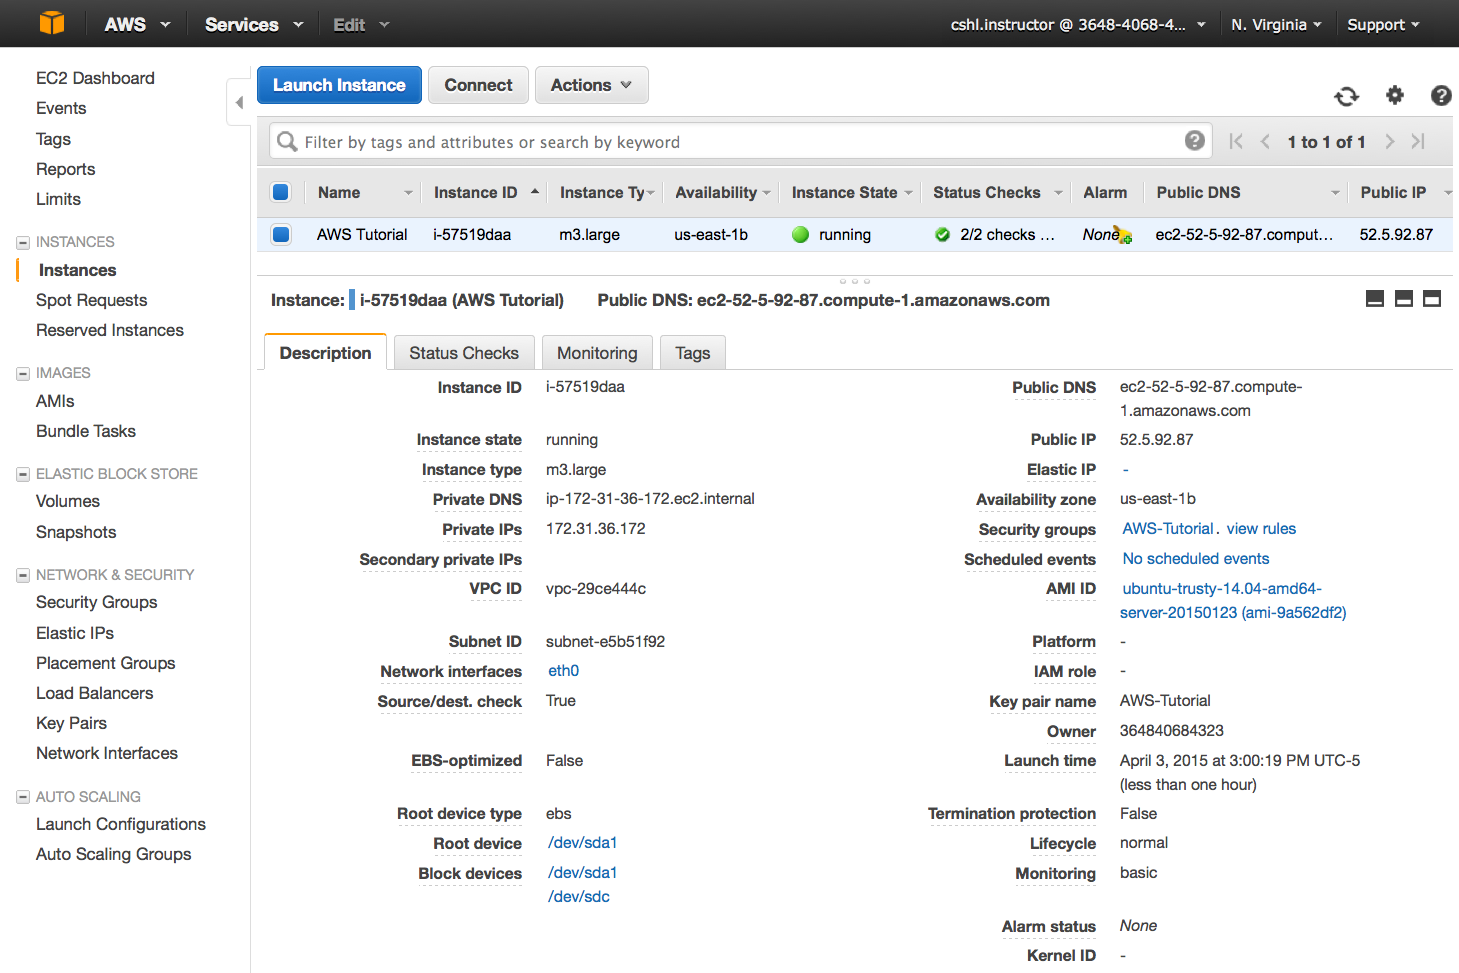 AWS Services Edit cshl.instructor @ 3648-4068-4... N. Virginia Support
EC2 Dashboard
Events
Tags
Reports
Limits
INSTANCES
Instances
Spot Requests
Reserved Instances
IMAGES
AMIs
Bundle Tasks
ELASTIC BLOCK STORE
Volumes
Snapshots
NETWORK & SECURITY
Security Groups
Elastic IPs
Placement Groups
Load Balancers
Key Pairs
Network Interfaces
AUTO SCALING
Launch Configurations
Auto Scaling Groups
Launch Instance Connect Actions
Filter by tags and attributes or search by keyword 1 to 1 of 1
Name Instance ID Instance Ty Availability Instance State Status Checks Alarm Public DNS Public IP
AWS Tutorial i-57519daa m3.large us-east-1b running 2/2 checks ... None ec2-52-5-92-87.comput... 52.5.92.87
Instance: i-57519daa (AWS Tutorial) Public DNS: ec2-52-5-92-87.compute-1.amazonaws.com
Description Status Checks Monitoring Tags
Instance ID i-57519daa
Instance state running
Instance type m3.large
Private DNS ip-172-31-36-172.ec2.internal
Private IPs 172.31.36.172
Secondary private IPs
VPC ID vpc-29ce444c
Subnet ID subnet-e5b51f92
Network interfaces eth0
Source/dest. check True
EBS-optimized False
Root device type ebs
Root device /dev/sda1
Block devices /dev/sda1
/dev/sdc
Public DNS ec2-52-5-92-87.compute-
1.amazonaws.com
Public IP 52.5.92.87
Elastic IP -
Availability zone us-east-1b
Security groups AWS-Tutorial. view rules
Scheduled events No scheduled events
AMI ID ubuntu-trusty-14.04-amd64-
server-20150123 (ami-9a562df2)
Platform -
IAM role -
Key pair name AWS-Tutorial
Owner 364840684323
Launch time April 3, 2015 at 3:00:19 PM UTC-5
(less than one hour)
Termination protection False
Lifecycle normal
Monitoring basic
Alarm status None
Kernel ID -